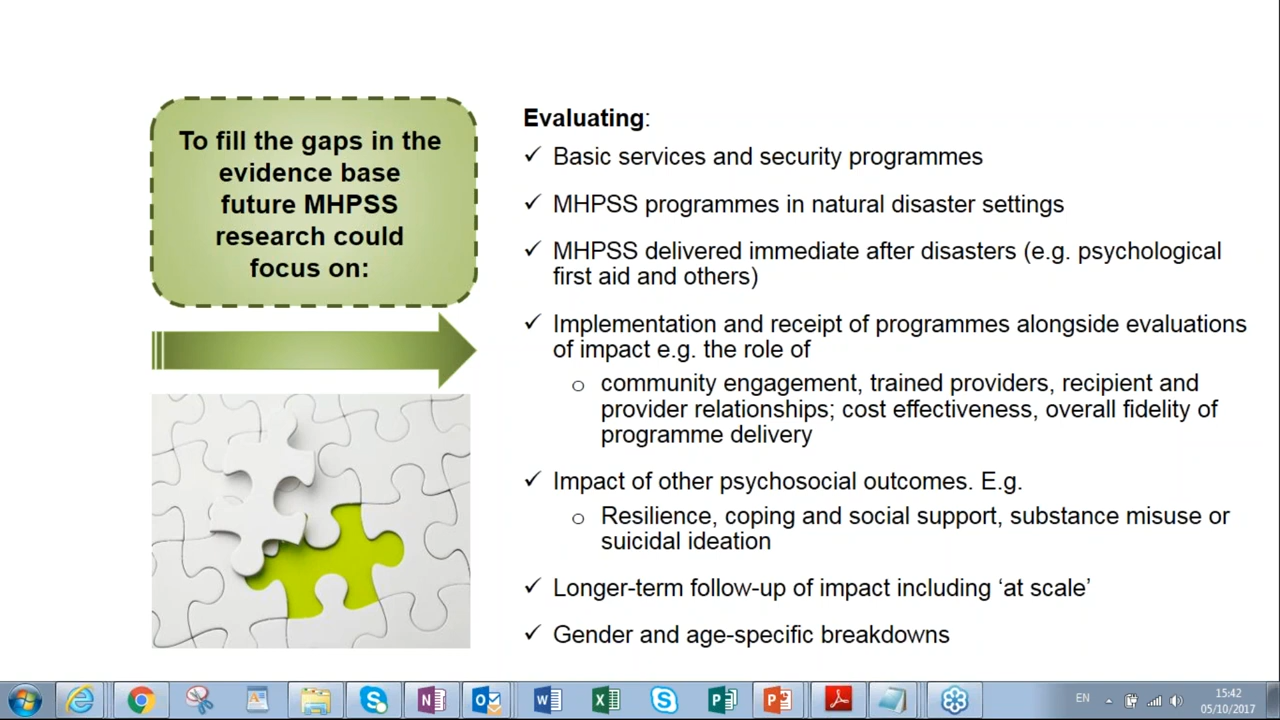 To fill the gaps in the
evidence base
future MHPSS
research could
focus on:
Evaluating:
✓ Basic services and security programmes
✓ MHPSS programmes in natural disaster settings
✓ MHPSS delivered immediate after disasters (e.g. psychological
first aid and others)
✓ Implementation and receipt of programmes alongside evaluations
of impact e.g. the role of
o community engagement, trained providers, recipient and
provider relationships; cost effectiveness, overall fidelity of
programme delivery
✓ Impact of other psychosocial outcomes. E.g.
o Resilience, coping and social support, substance misuse or
suicidal ideation
✓ Longer-term follow-up of impact including ‘at scale’
✓ Gender and age-specific breakdowns
EN
15:42
05/10/2017